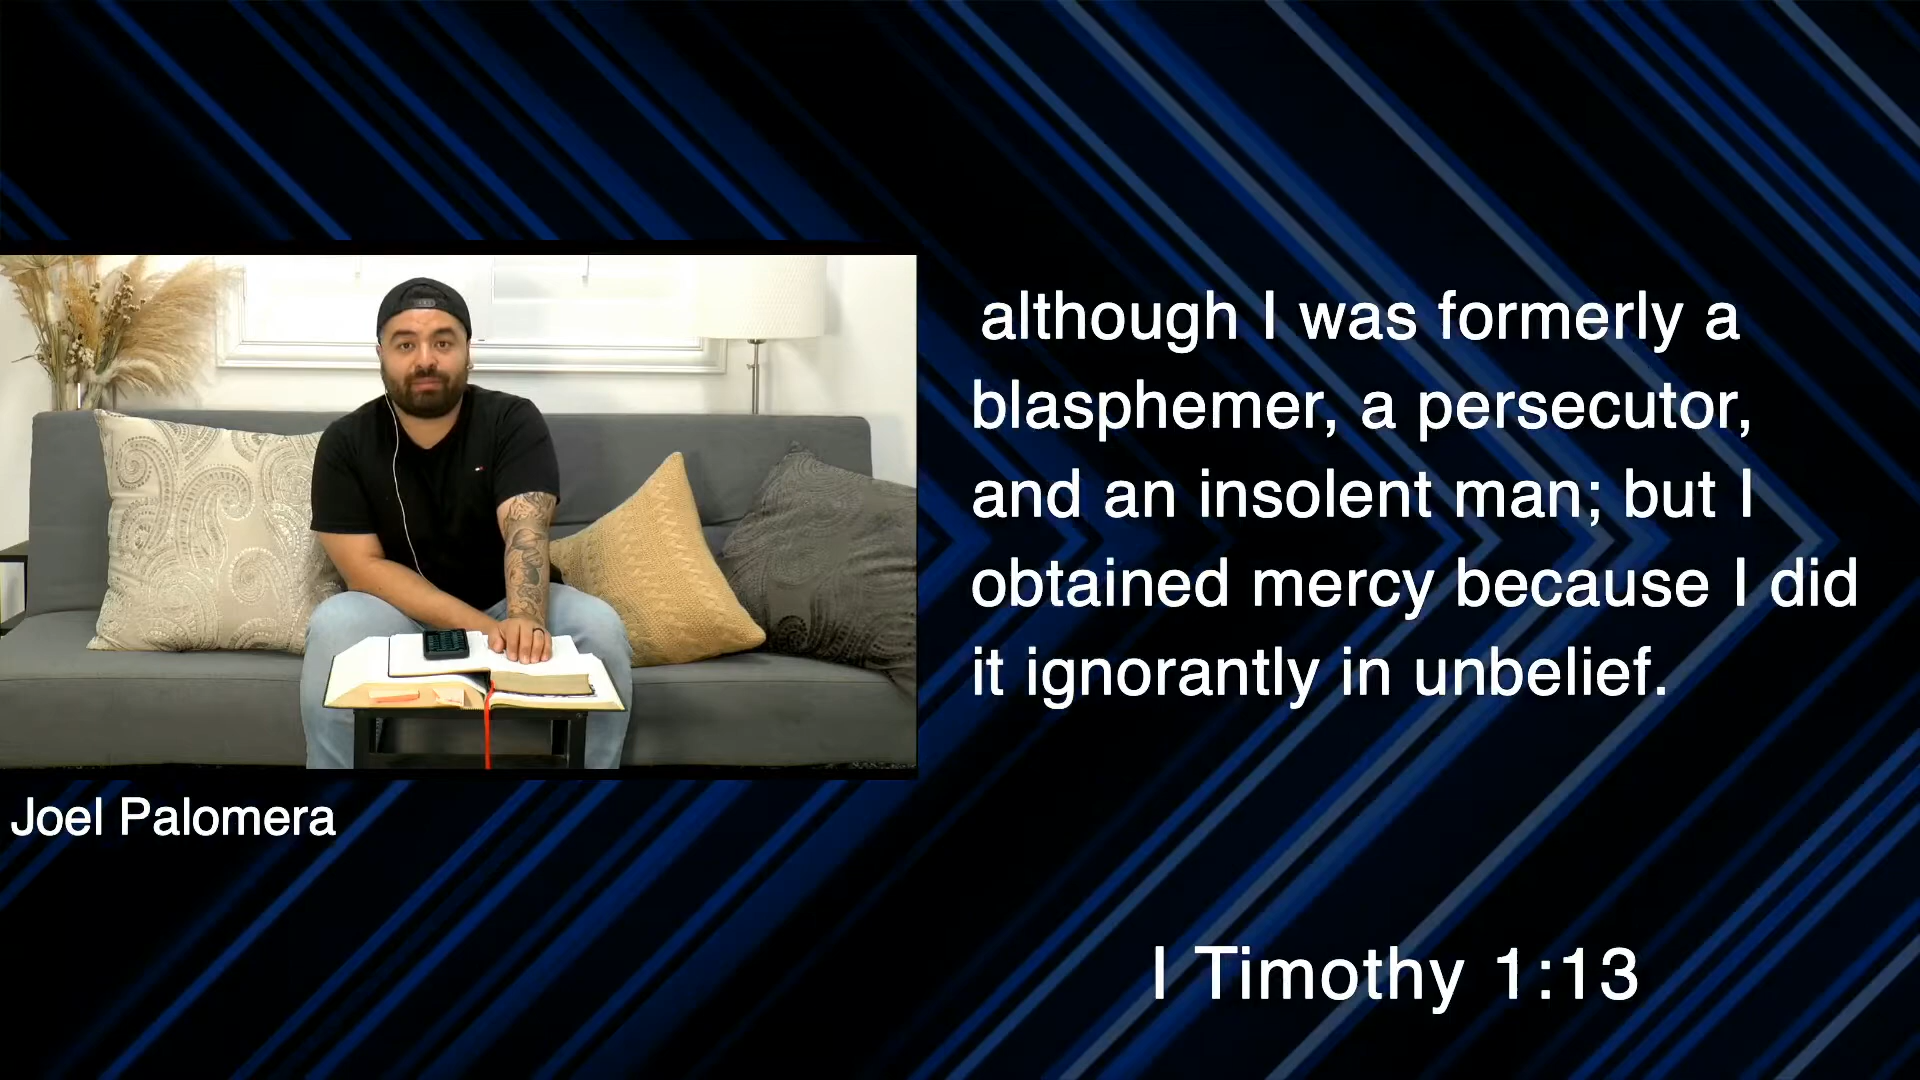 although I was formerly a
blasphemer, a persecutor,
and an insolent man; but I
obtained mercy because I did
it ignorantly in unbelief.
Joel Palomera
I Timothy 1:13